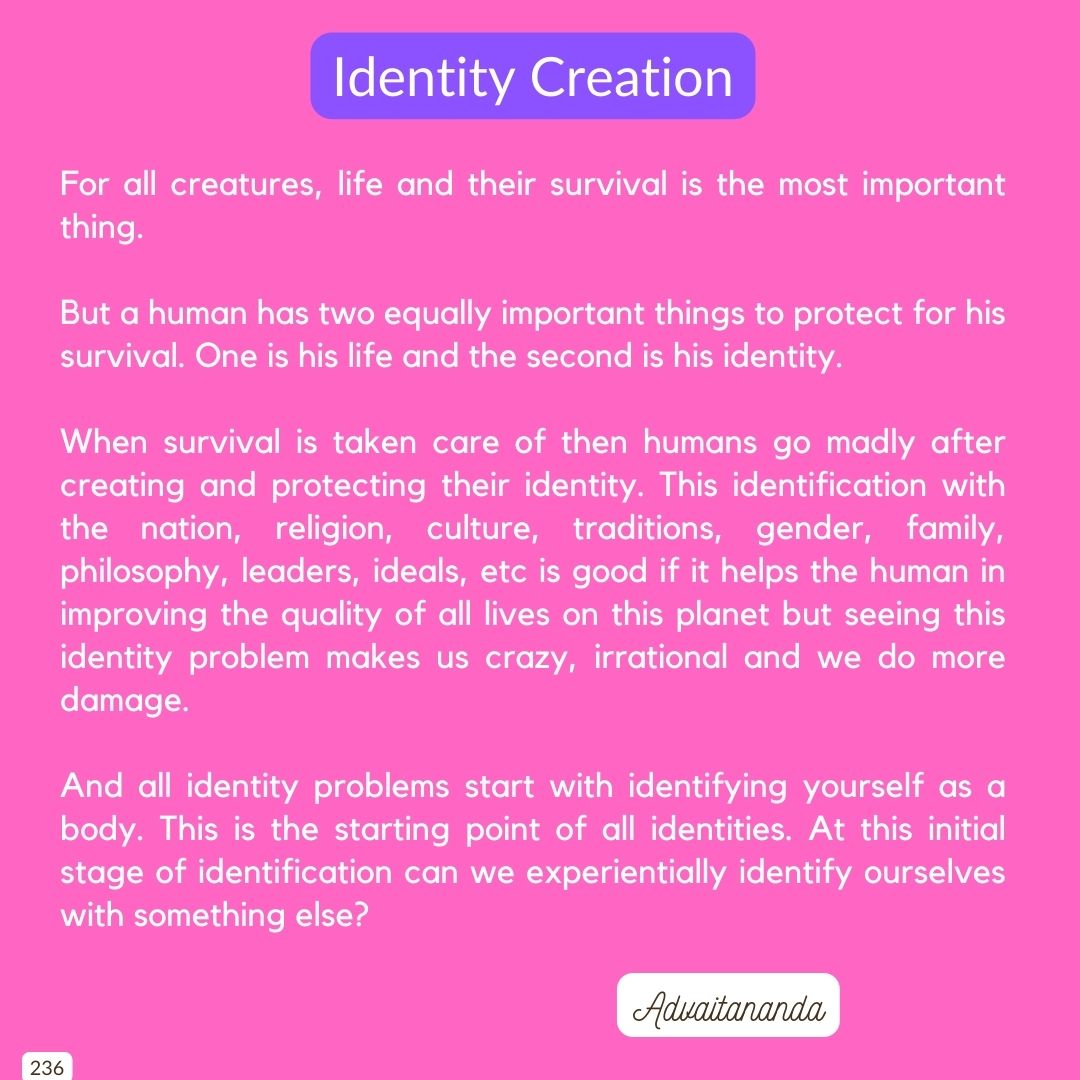 Identity Creation
For all creatures, life and their survival is the most important
thing.
But a human has two equally important things to protect for his
survival. One is his life and the second is his identity.
When survival is taken care of then humans go madly after
creating and protecting their identity. This identification with
the nation, religion, culture, traditions, gender, family,
philosophy, leaders, ideals, etc is good if it helps the human in
improving the quality of all lives on this planet but seeing this
identity problem makes us crazy, irrational and we do more
damage.
And all identity problems start with identifying yourself as a
body. This is the starting point of all identities. At this initial
stage of identification can we experientially identify ourselves
with something else?
Advaitananda
236